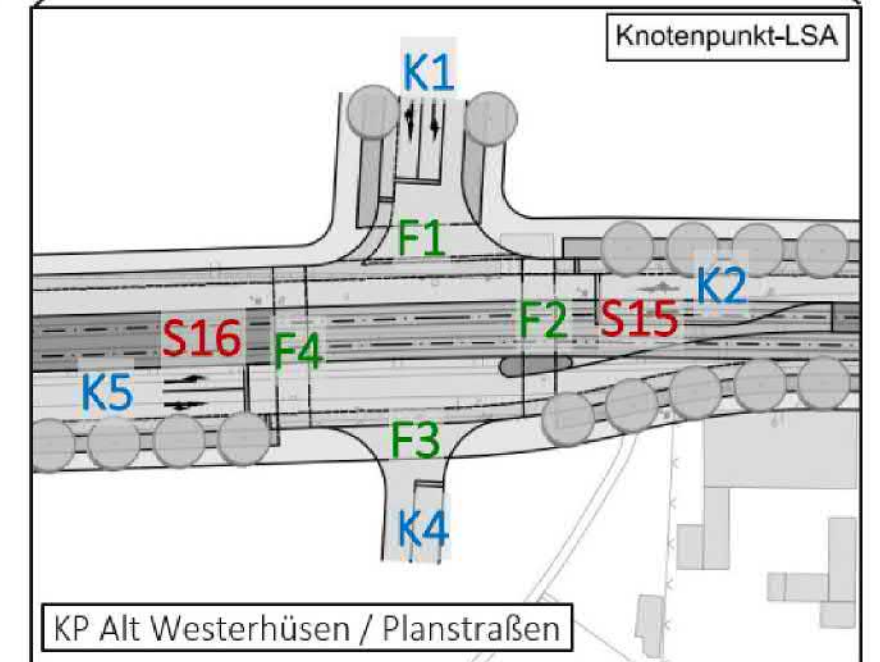 Knotenpunkt-LSA
K1
F1
K2
S15
F2
S16
F4
K5
F3
K4
KP Alt Westerhüsen / Planstraßen